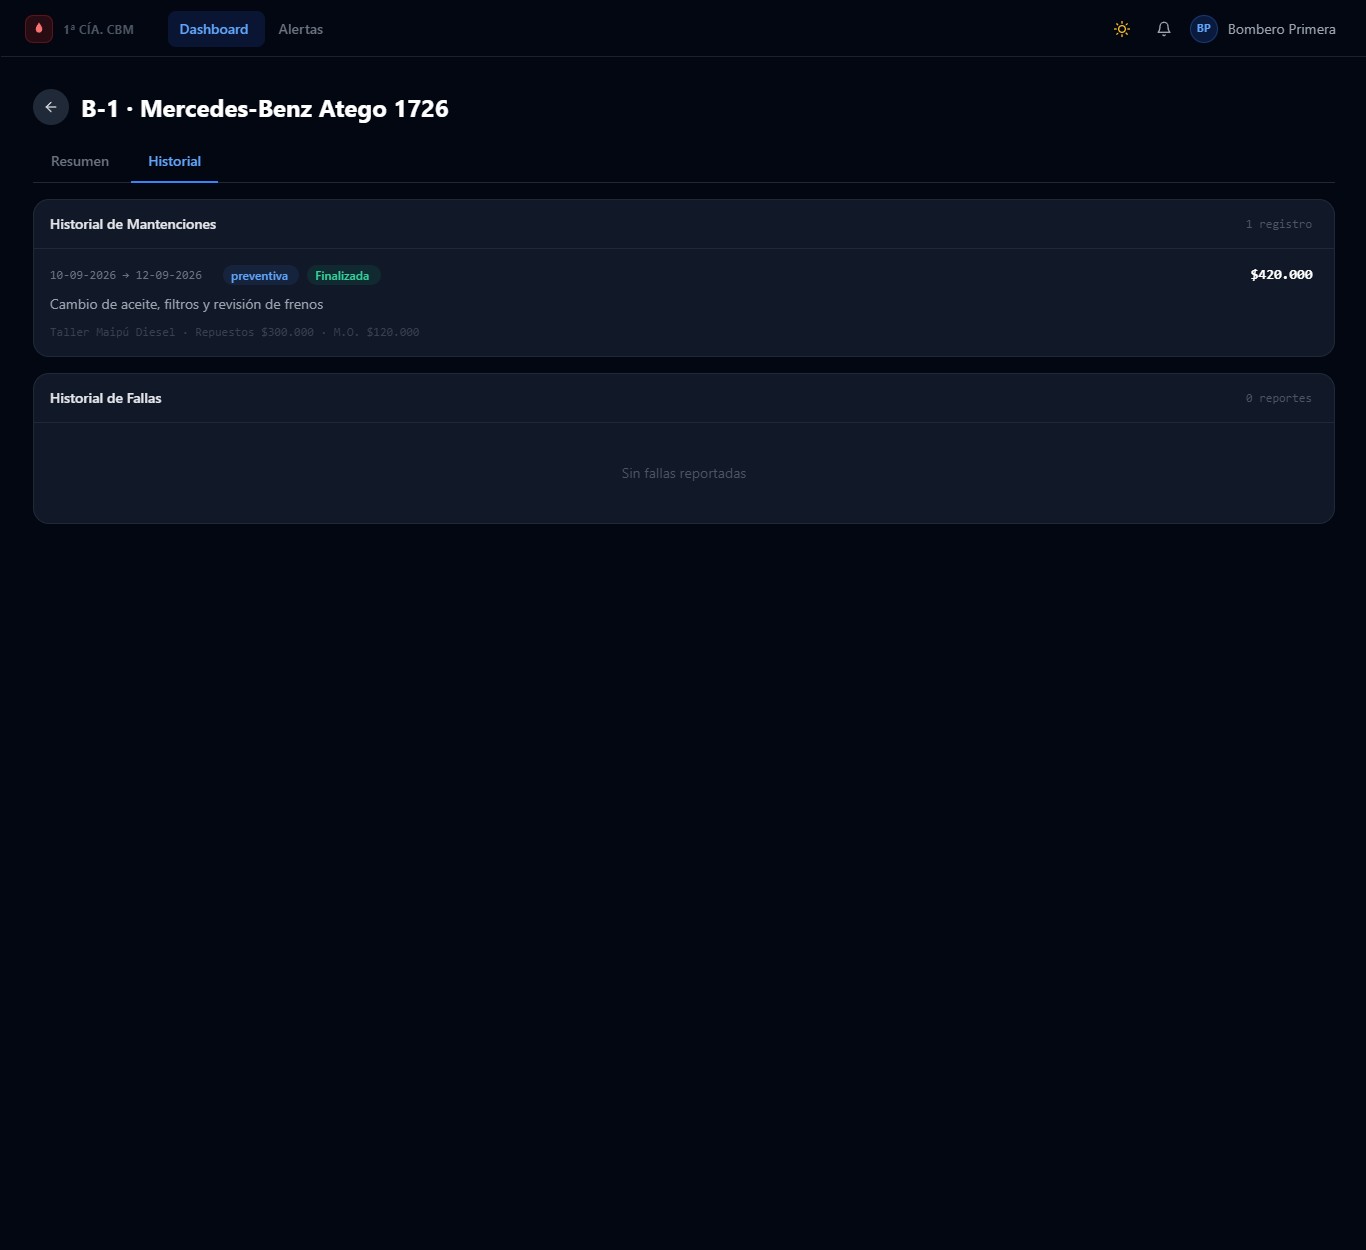 1ª CÍA. CBM Dashboard Alertas BP Bombero Primera
B-1 · Mercedes-Benz Atego 1726
Resumen Historial
Historial de Mantenciones 1 registro
10-09-2026 → 12-09-2026 preventiva Finalizada $420.000
Cambio de aceite, filtros y revisión de frenos
Taller Maipú Diesel · Repuestos $300.000 · M.O. $120.000
Historial de Fallas 0 reportes
Sin fallas reportadas